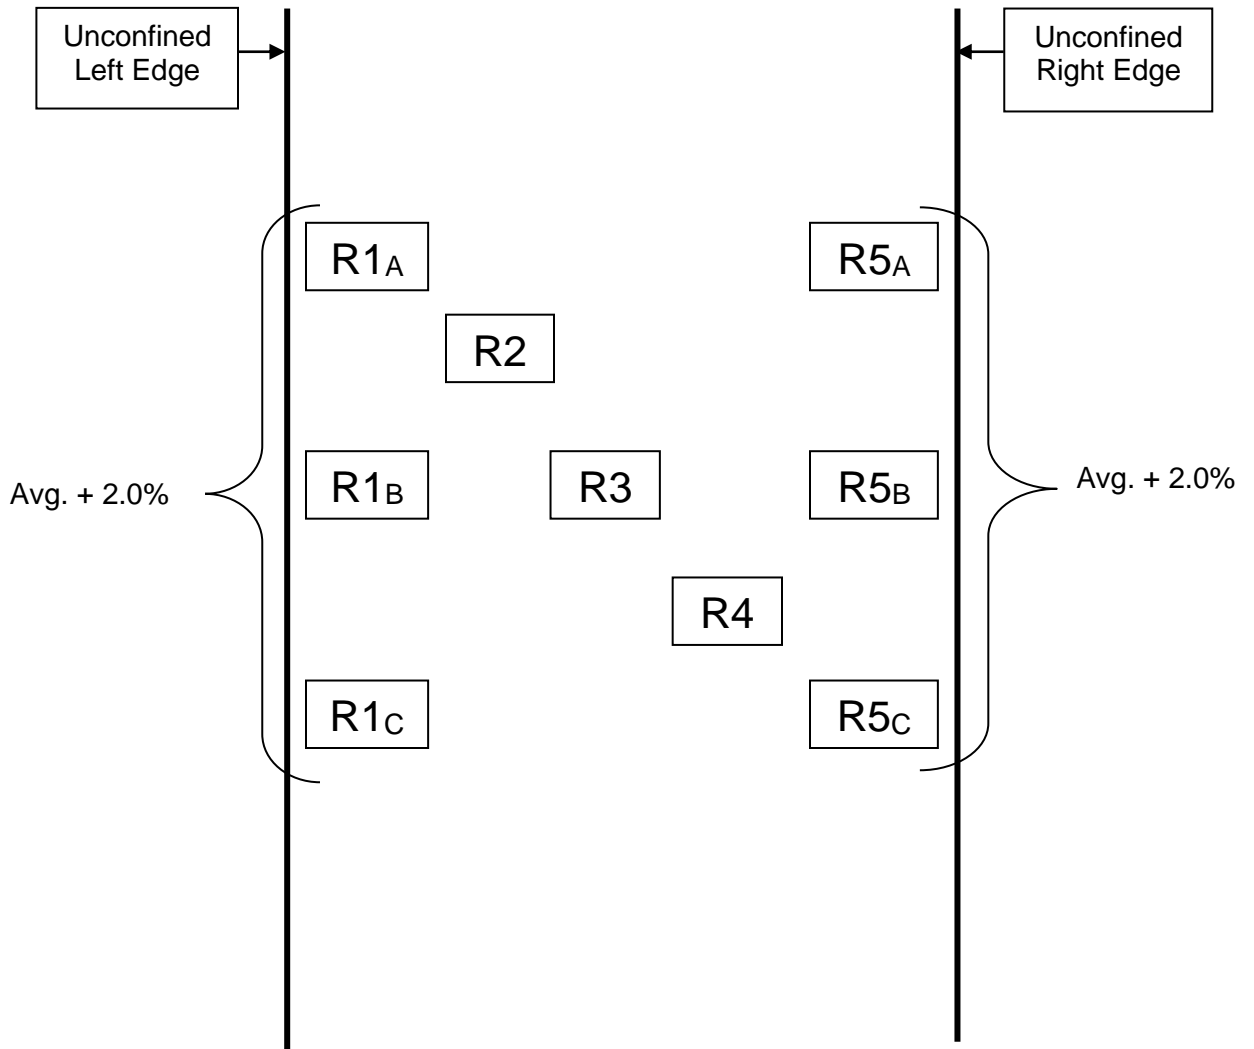 Unconfined
Left Edge
Unconfined
Right Edge
R1A
R5A
R2
Avg. + 2.0%
R1B
R3
R5B
Avg. + 2.0%
R4
R1C
R5C